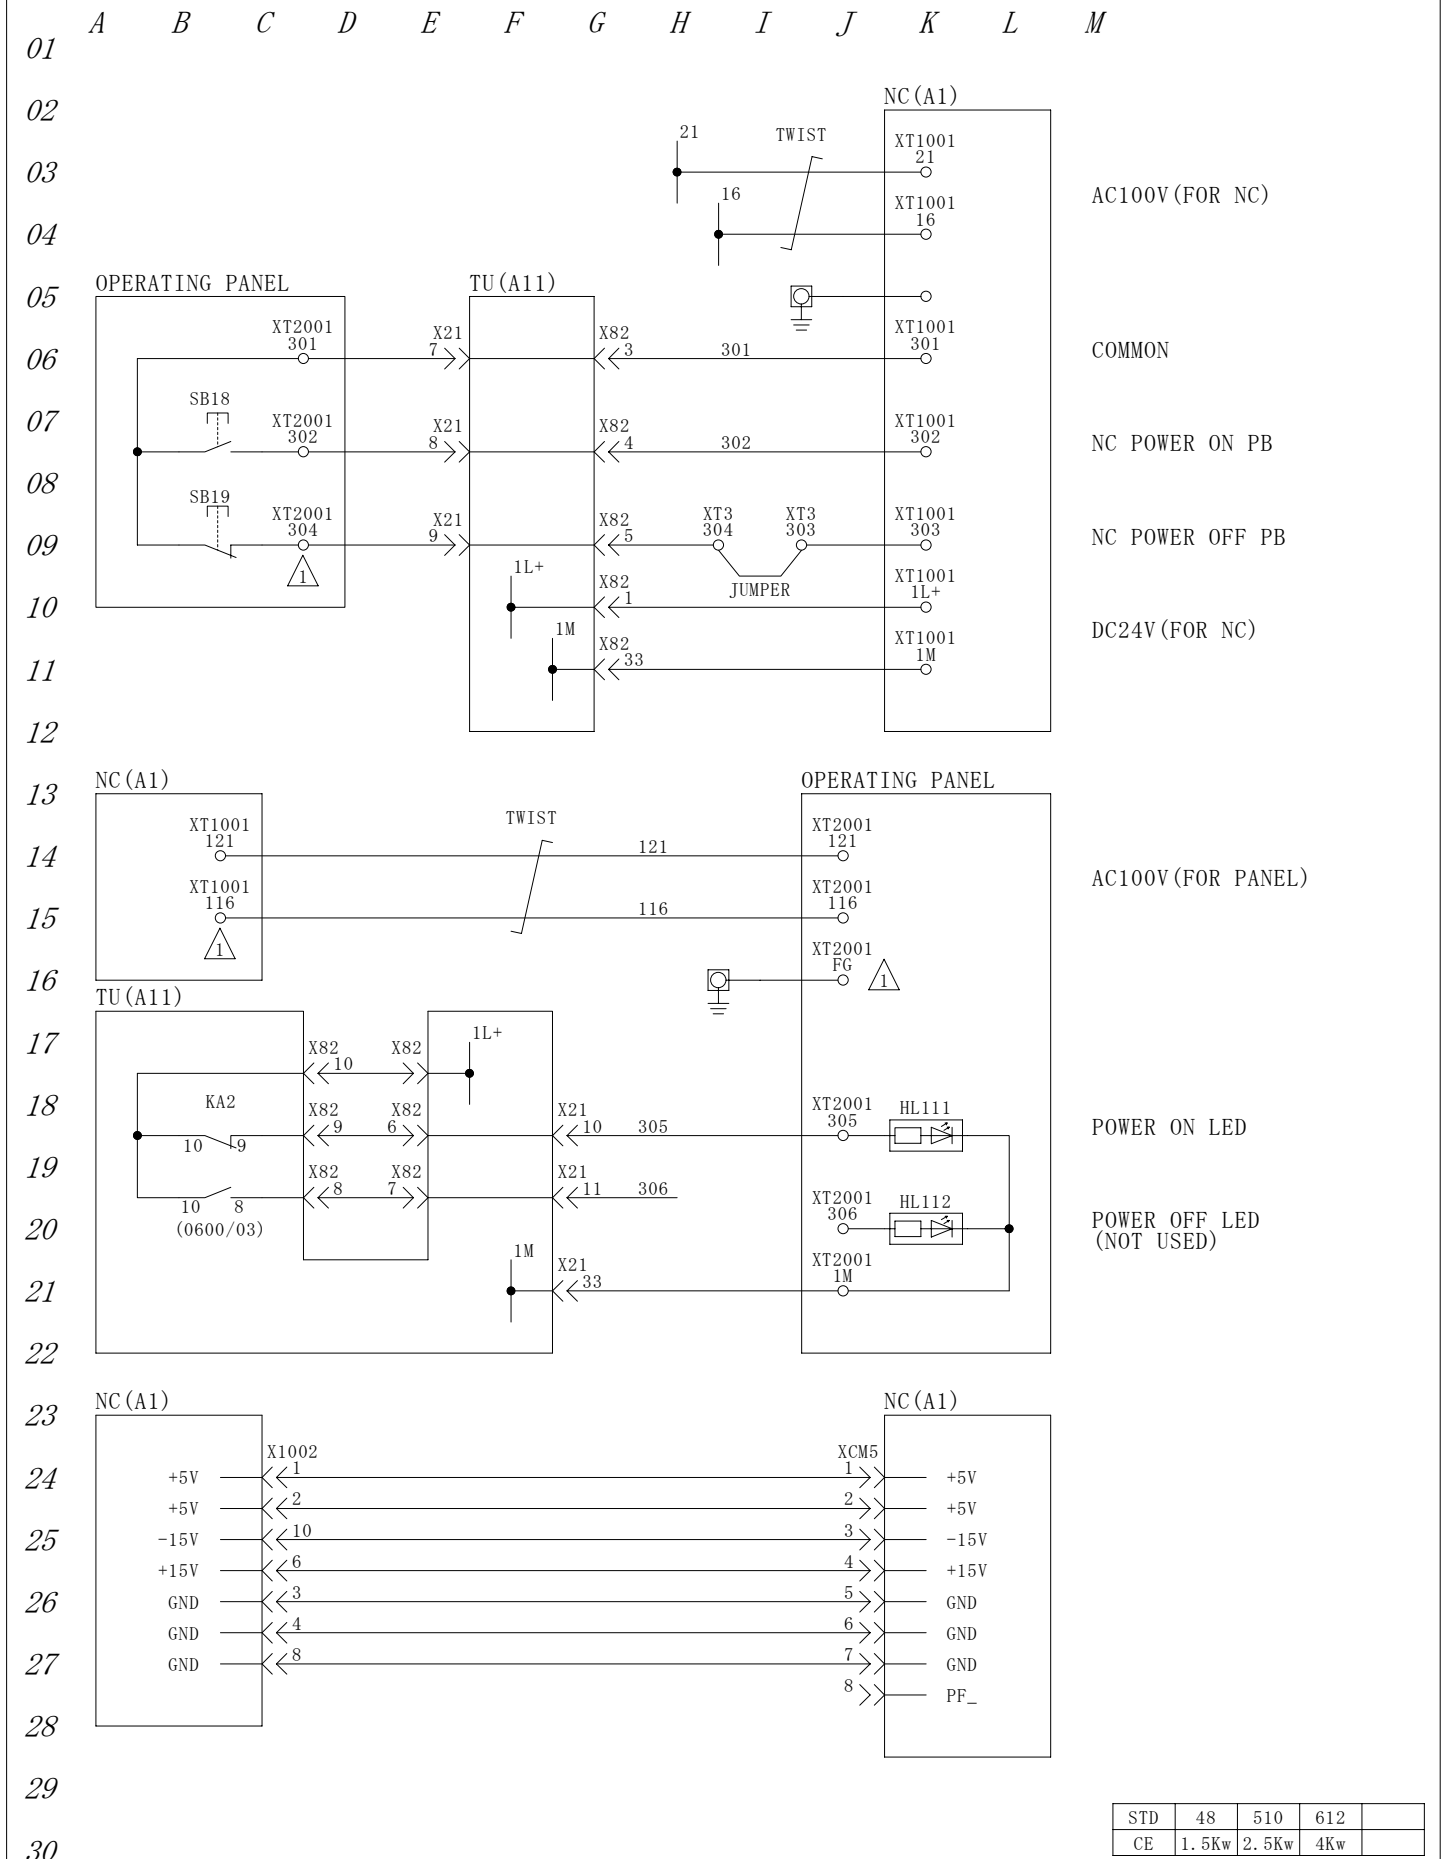 A B C D E F G H I J K L M
01
02 NC(A1)
21 TWIST XT1001
21
03
16 XT1001 AC100V(FOR NC)
16
04
OPERATING PANEL TU(A11)
05
XT2001 X21 X82 XT1001
301 7 3 301 301
06 COMMON
SB18
07 XT2001 X21 X82 XT1001
302 8 4 302 302 NC POWER ON PB
08
SB19
XT2001 X21 X82 XT3 XT3 XT1001
304 9 5 304 303 303
09 NC POWER OFF PB
1 1L+ X82 JUMPER XT1001
1 1L+
10
1M X82 XT1001 DC24V(FOR NC)
33 1M
11
12
NC(A1) OPERATING PANEL
13
XT1001 TWIST XT2001
121 121 121
14
XT1001 XT2001 AC100V(FOR PANEL)
116 116 116
15
1 XT2001
FG 1
16
TU(A11)
17 1L+
X82 X82
10
18 KA2 X82 X82 X21 XT2001 HL111
9 6 10 305 305 POWER ON LED
10 9
19 X82 X82 X21
8 7 11 306 XT2001 HL112
10 8 306
20 (0600/03) POWER OFF LED
(NOT USED)
1M X21 XT2001
33 1M
21
22
NC(A1) NC(A1)
23
X1002 XCM5
24 +5V 1 1 +5V
+5V 2 2 +5V
25 -15V 10 3 -15V
+15V 6 4 +15V
26 GND 3 5 GND
GND 4 6 GND
27 GND 8 7 GND
8 PF_
28
29
STD 48 510 612
30 CE 1.5Kw 2.5Kw 4Kw